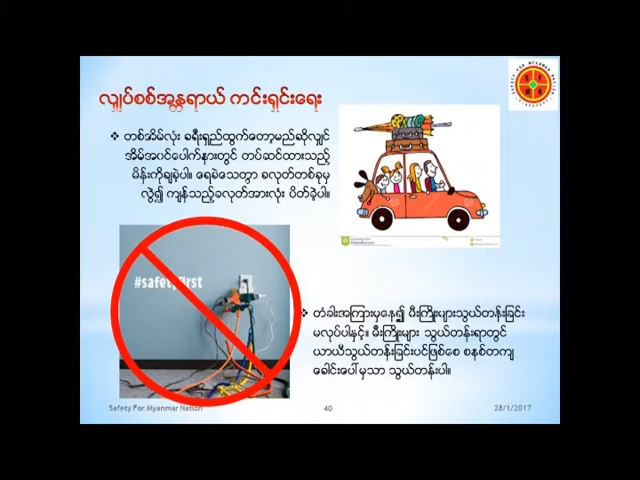 လျှပ်စစ်အန္တရာယ် ကင်းရှင်းရေး
❖ တစ်အိမ်လုံး ခရီးရှည်ထွက်တော့မည်ဆိုလျှင်
အိမ်အဝင်ပေါက်နားတွင် တပ်ဆင်ထားသည့်
မိန်းကိုချခဲ့ပါ။ ရေခဲသေတ္တာ ခလုတ်တစ်ခုမှ
လွဲ၍ ကျန်သည့်ခလုတ်အားလုံး ပိတ်ခဲ့ပါ။
#safetyfirst
❖ တံခါးအကြားမှနေ၍ မီးကြိုးများသွယ်တန်းခြင်း
မလုပ်ပါနှင့်။ မီးကြိုးများ သွယ်တန်းရာတွင်
ယာယီသွယ်တန်းခြင်းပင်ဖြစ်စေ စနစ်တကျ
ခေါင်းပေါ်မှသာ သွယ်တန်းပါ။
Safety For Myanmar Nation
40
28/1/2017